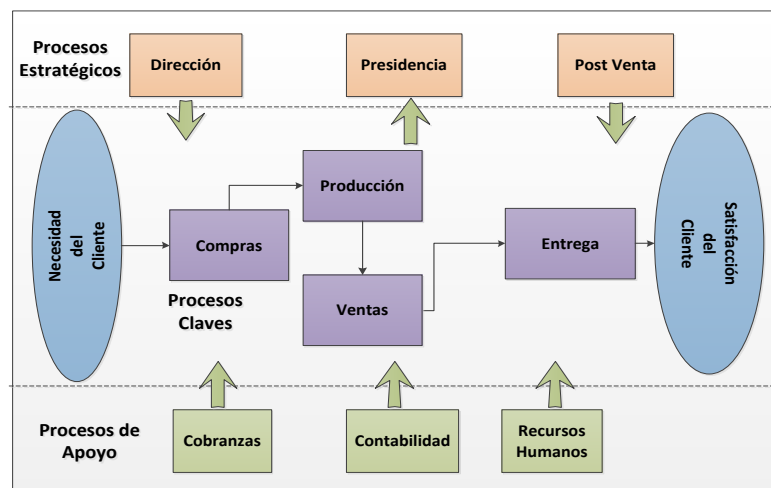 Procesos
Estratégicos
Dirección
Presidencia
Post Venta
Necesidad
del
Cliente
Compras
Procesos
Claves
Producción
Ventas
Entrega
Satisfacción
del
Cliente
Procesos de
Apoyo
Cobranzas
Contabilidad
Recursos
Humanos